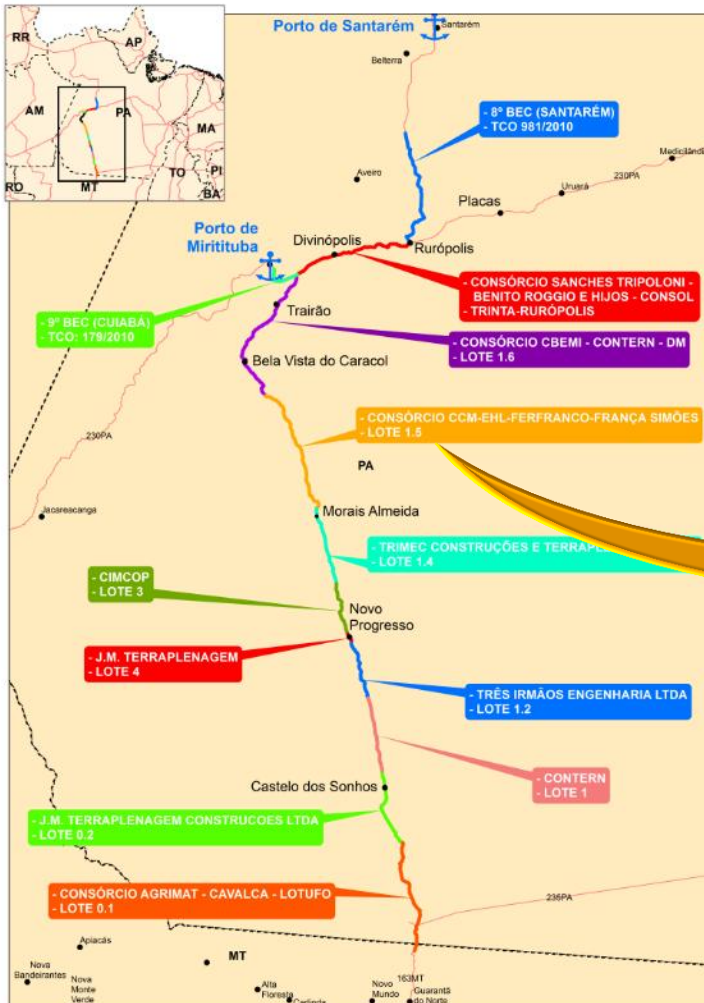 RR
AP
AM
PA
MA
PI
TO
RO
MT
BA
Porto de Santarém
Santarém
Belterra
- 8º BEC (SANTARÉM)
- TCO 981/2010
Medicilândia
Aveiro
230PA
Uruará
Placas
Porto de
Miritituba
Divinópolis
Rurópolis
- CONSÓRCIO SANCHES TRIPOLONI -
BENITO ROGGIO E HIJOS - CONSOL
- TRINTA-RURÓPOLIS
- 9º BEC (CUIABÁ)
- TCO: 179/2010
Trairão
- CONSÓRCIO CBEMI - CONTERN - DM
- LOTE 1.6
Bela Vista do Caracol
- CONSÓRCIO CCM-EHL-FERFRANCO-FRANÇA SIMÕES
- LOTE 1.5
230PA
PA
Jacareacanga
Morais Almeida
- TRIMEC CONSTRUÇÕES E
- LOTE 1.4
- CIMCOP
- LOTE 3
Novo
Progresso
- J.M. TERRAPLENAGEM
- LOTE 4
- TRÊS IRMÃOS ENGENHARIA LTDA
- LOTE 1.2
- CONTERN
- LOTE 1
Castelo dos Sonhos
- J.M. TERRAPLENAGEM CONSTRUCOES LTDA
- LOTE 0.2
- CONSÓRCIO AGRIMAT - CAVALCA - LOTUFO
- LOTE 0.1
235PA
Apiacás
MT
Nova
Bandeirantes
Nova
Monte
Verde
Alta
Floresta
163MT
Novo
Mundo
Guarantã
do Norte